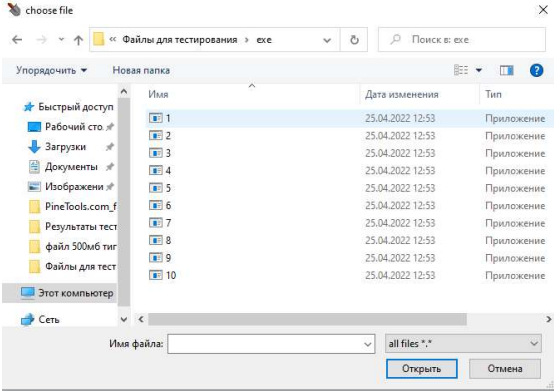 choose file
« Файлы для тестирования › exe
Поиск в: exe
Упорядочить
Новая папка
Имя Дата изменения Тип
Быстрый доступ
Рабочий сто
Загрузки
Документы
Изображени
PineTools.com_f
Результаты тест
файл 500мб тиг
Файлы для тест
Этот компьютер
Сеть
1 25.04.2022 12:53 Приложение
2 25.04.2022 12:53 Приложение
3 25.04.2022 12:53 Приложение
4 25.04.2022 12:53 Приложение
5 25.04.2022 12:53 Приложение
6 25.04.2022 12:53 Приложение
7 25.04.2022 12:53 Приложение
8 25.04.2022 12:53 Приложение
9 25.04.2022 12:53 Приложение
10 25.04.2022 12:53 Приложение
Имя файла:
all files *.*
Открыть
Отмена